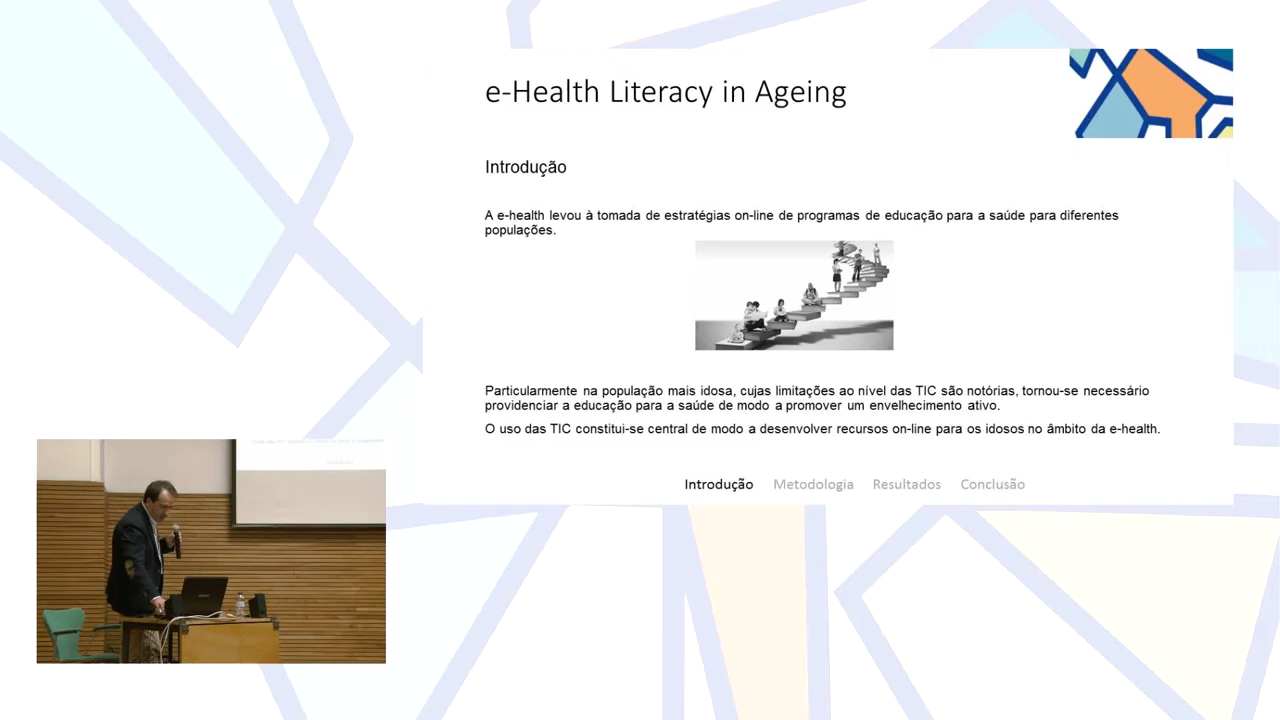 e-Health Literacy in Ageing
Introdução
A e-health levou à tomada de estratégias on-line de programas de educação para a saúde para diferentes
populações.
Particularmente na população mais idosa, cujas limitações ao nível das TIC são notórias, tornou-se necessário
providenciar a educação para a saúde de modo a promover um envelhecimento ativo.
O uso das TIC constitui-se central de modo a desenvolver recursos on-line para os idosos no âmbito da e-health.
Introdução Metodologia Resultados Conclusão